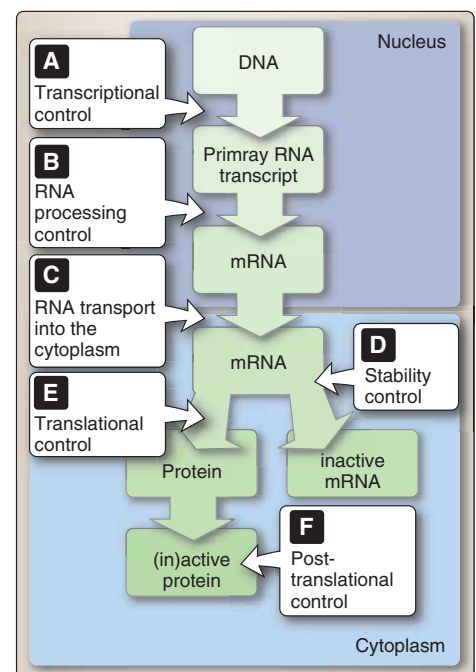 Nucleus
DNA
A
Transcriptional
control
Primray RNA
transcript
B
RNA
processing
control
mRNA
C
RNA transport
into the
cytoplasm
mRNA
D
Stability
control
E
Translational
control
Protein
inactive
mRNA
(in)active
protein
F
Post-
translational
control
Cytoplasm